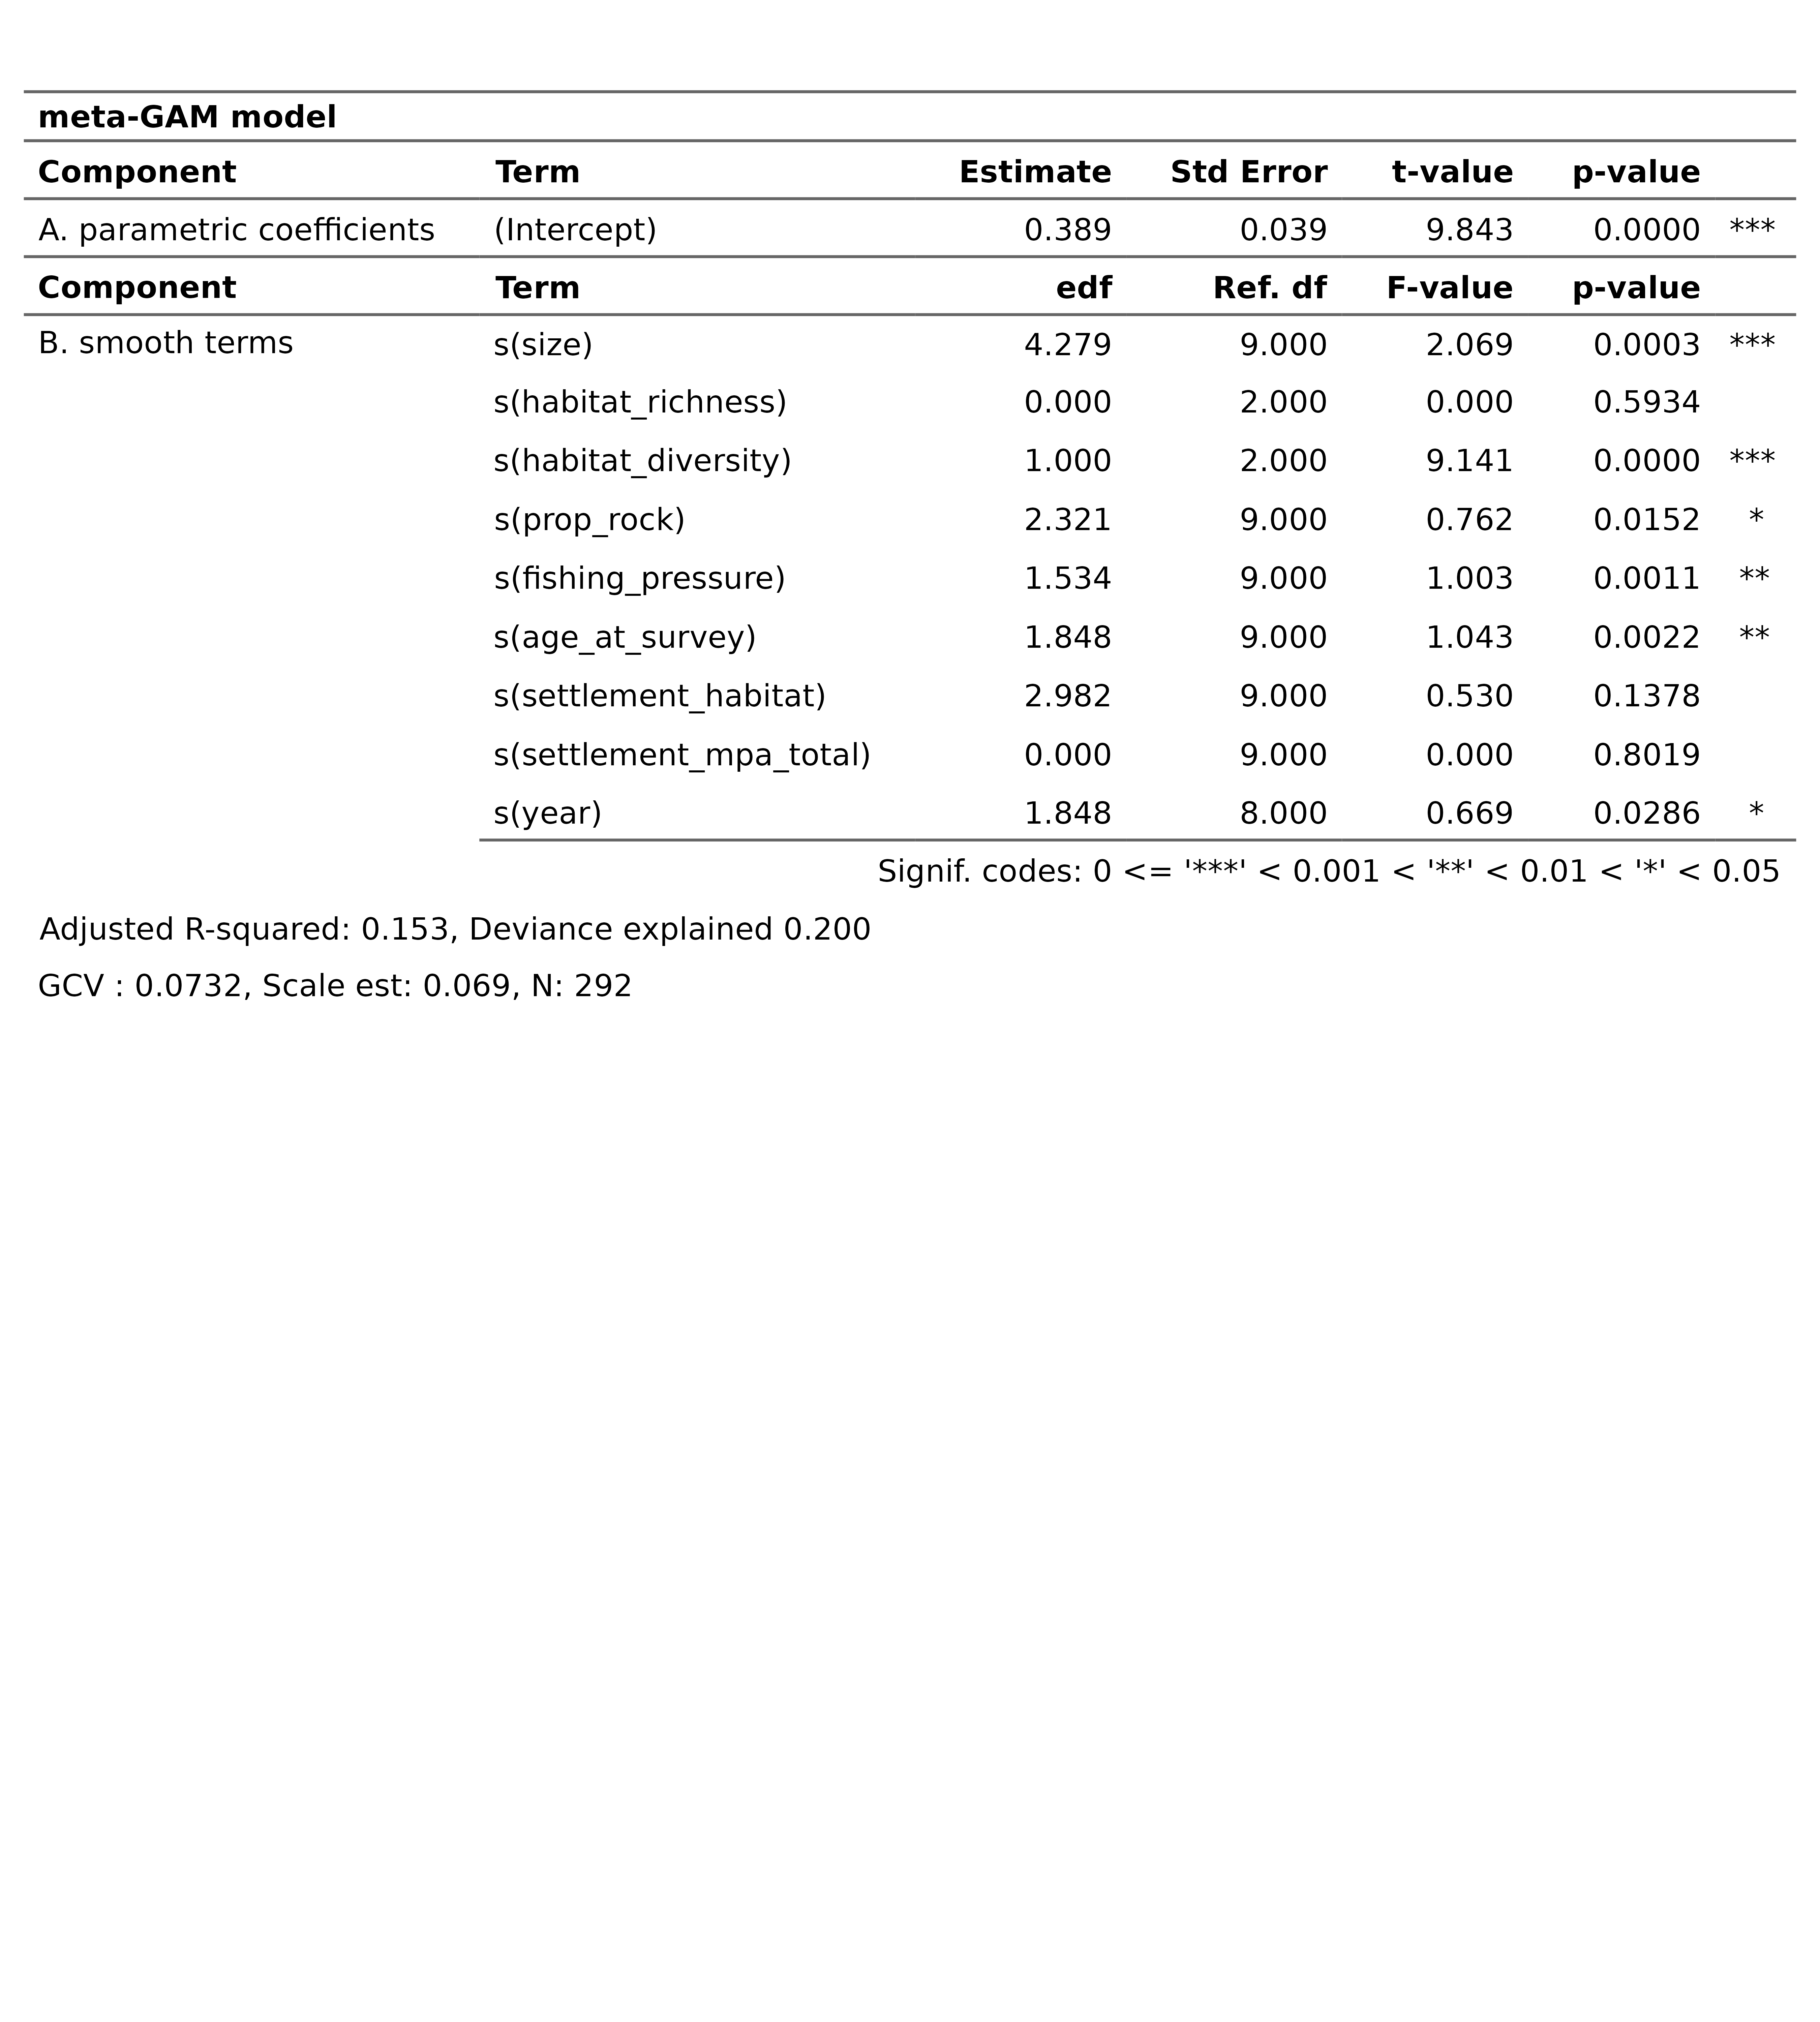 meta-GAM model
Component Term Estimate Std Error t-value p-value
A. parametric coefficients (Intercept) 0.389 0.039 9.843 0.0000 ***
Component Term edf Ref. df F-value p-value
B. smooth terms s(size) 4.279 9.000 2.069 0.0003 ***
s(habitat_richness) 0.000 2.000 0.000 0.5934
s(habitat_diversity) 1.000 2.000 9.141 0.0000 ***
s(prop_rock) 2.321 9.000 0.762 0.0152 *
s(fishing_pressure) 1.534 9.000 1.003 0.0011 **
s(age_at_survey) 1.848 9.000 1.043 0.0022 **
s(settlement_habitat) 2.982 9.000 0.530 0.1378
s(settlement_mpa_total) 0.000 9.000 0.000 0.8019
s(year) 1.848 8.000 0.669 0.0286 *
Signif. codes: 0 <= '***' < 0.001 < '**' < 0.01 < '*' < 0.05
Adjusted R-squared: 0.153, Deviance explained 0.200
GCV : 0.0732, Scale est: 0.069, N: 292